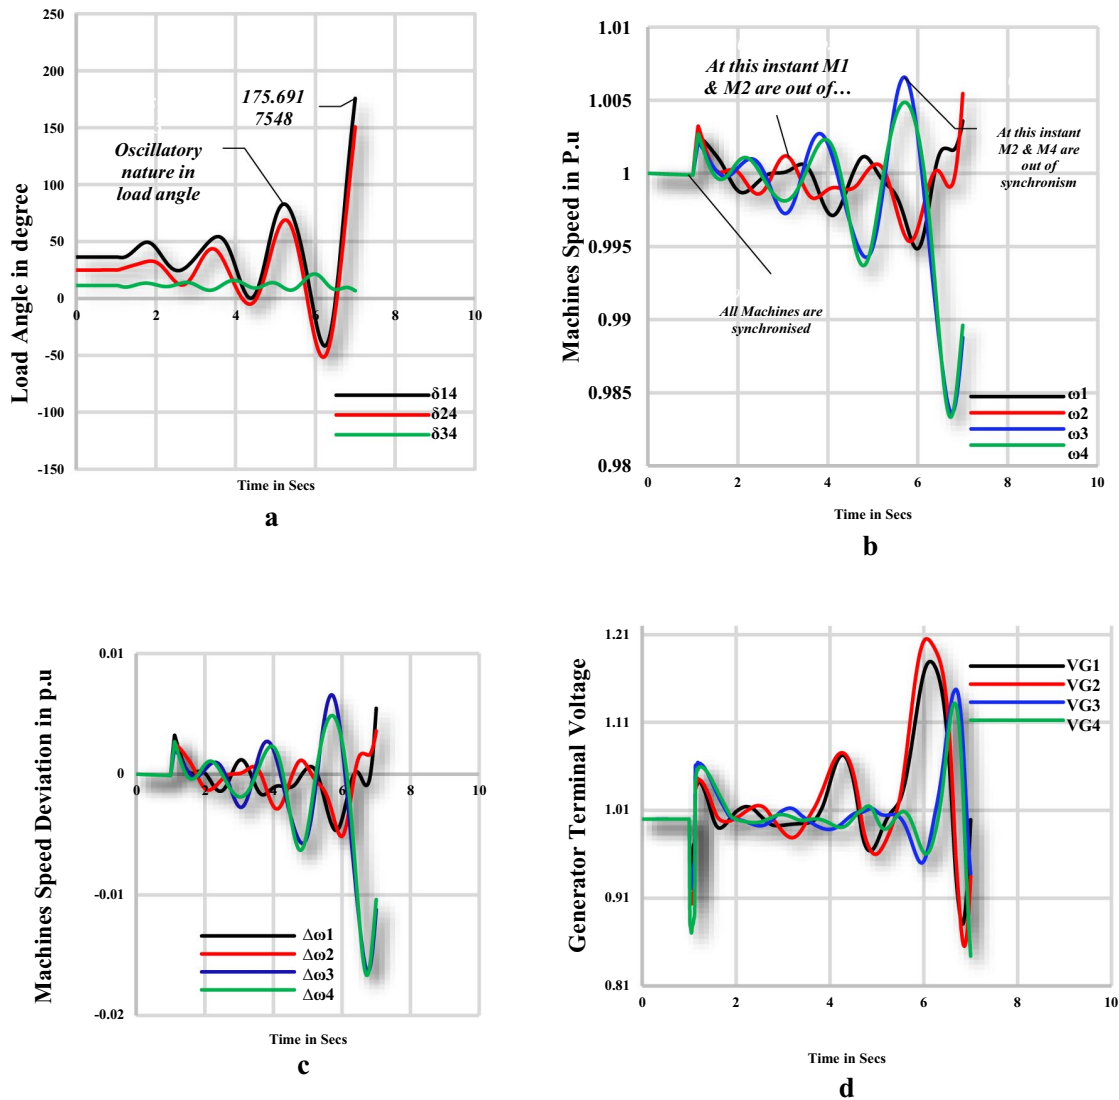 250
200
150
100
50
0
-50
-100
-150
0
2
4
6
8
10
Load Angle in degree
175.691
7548
Oscillatory
nature in
load angle
δ14
δ24
δ34
Time in Secs
a
1.01
1.005
1
0.995
0.99
0.985
0.98
0
2
4
6
8
10
Machines Speed in P.u
At this instant M1
& M2 are out of…
At this instant
M2 & M4 are
out of
synchronism
All Machines are
synchronised
ω1
ω2
ω3
ω4
Time in Secs
b
0.01
0
-0.01
-0.02
0
2
4
6
8
10
Machines Speed Deviation in p.u
Δω1
Δω2
Δω3
Δω4
Time in Secs
c
1.21
1.11
1.01
0.91
0.81
0
2
4
6
8
10
Generator Terminal Voltage
VG1
VG2
VG3
VG4
Time in Secs
d